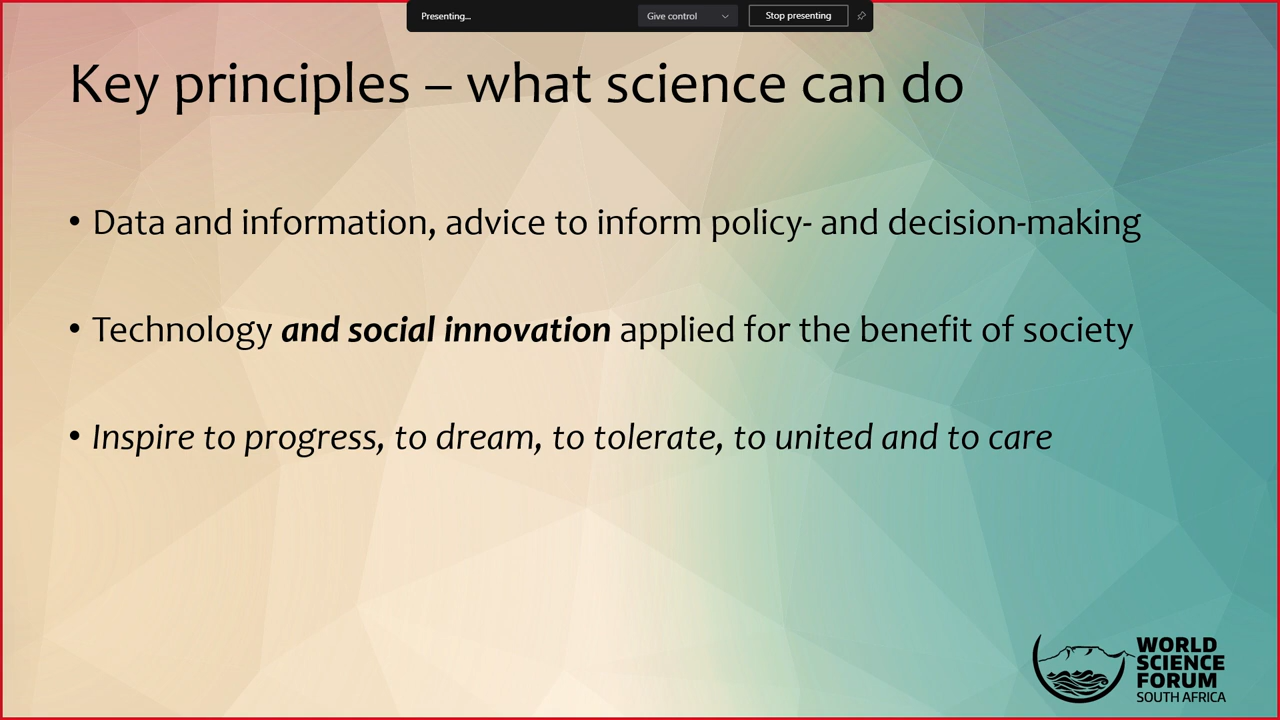 Presenting...
Give control
Stop presenting
Key principles – what science can do
• Data and information, advice to inform policy- and decision-making
• Technology and social innovation applied for the benefit of society
• Inspire to progress, to dream, to tolerate, to united and to care
WORLD
SCIENCE
FORUM
SOUTH AFRICA